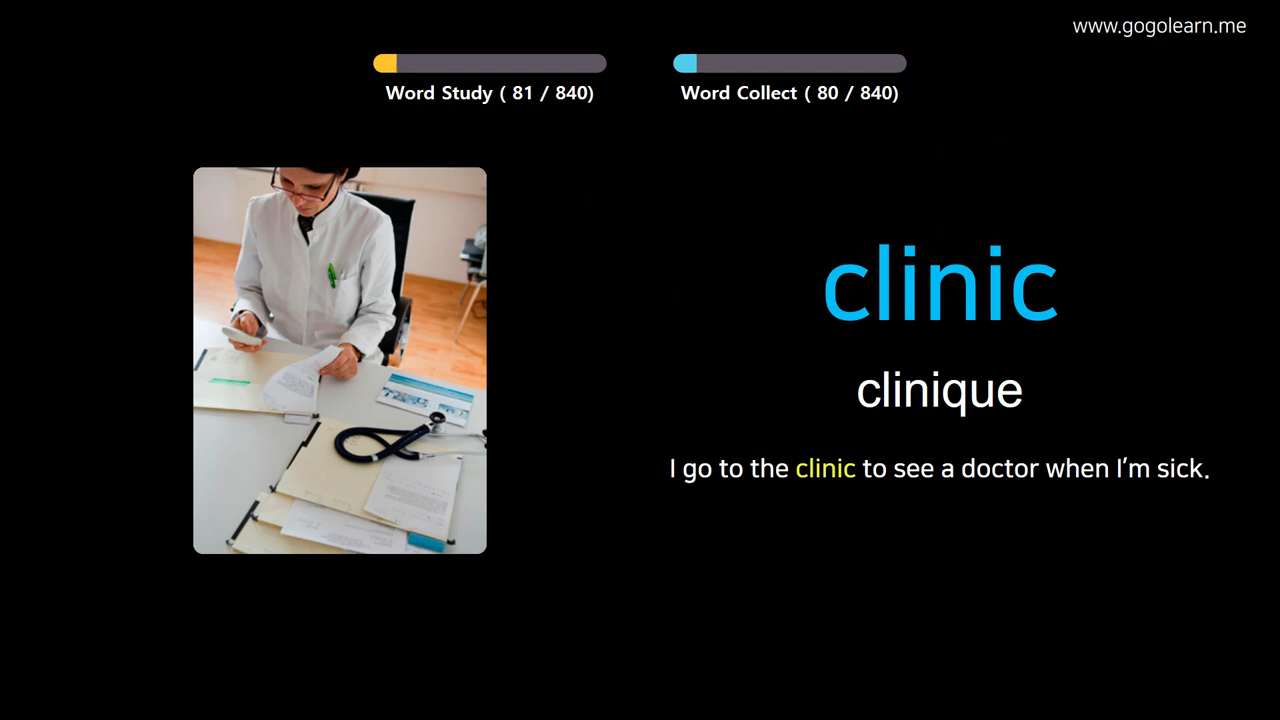 www.gogolearn.me
Word Study ( 81 / 840)
Word Collect ( 80 / 840)
clinic
clinique
I go to the clinic to see a doctor when I'm sick.